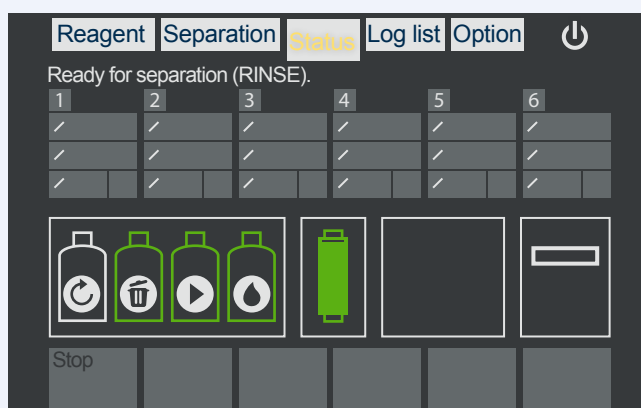 Reagent Separation Status Log list Option
Ready for separation (RINSE).
1 2 3 4 5 6
/ / / / / /
/ / / / / /
/ / / / / /
Stop